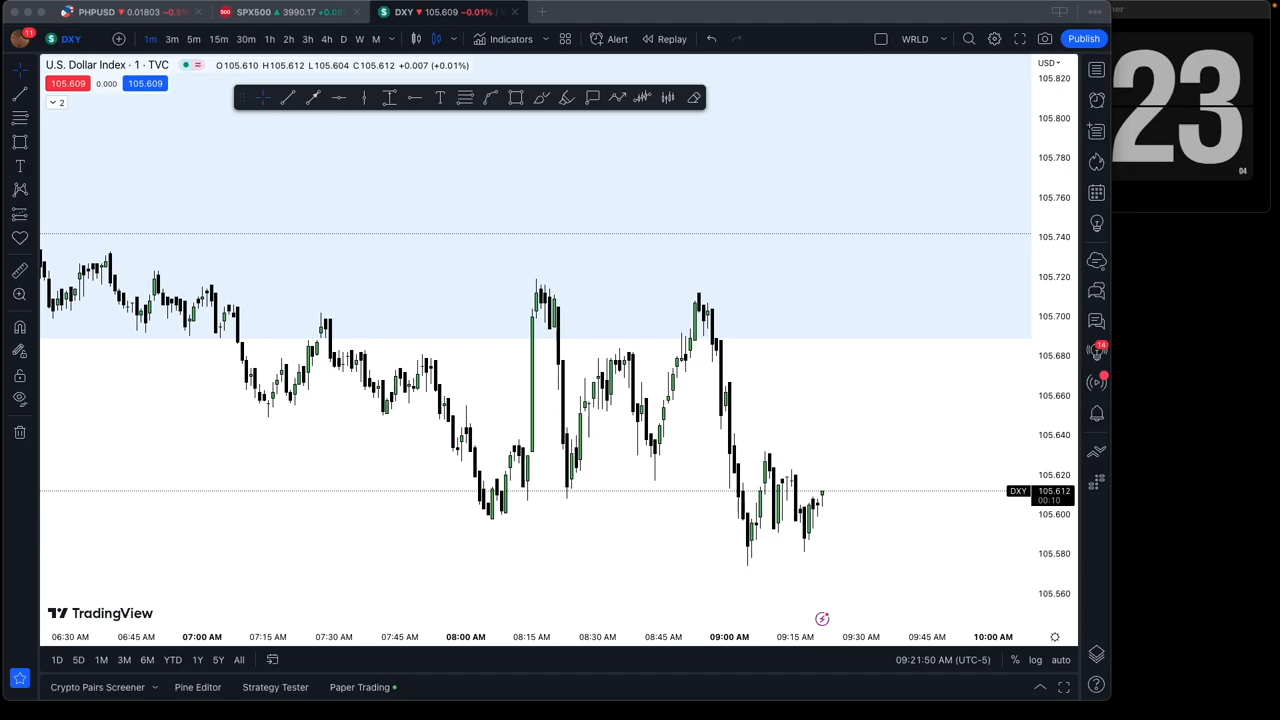 PHPUSD ▼ 0.01803 −0.5%
500 SPX500 ▲ 3990.17 +0.08%
DXY ▼ 105.609 −0.01% /
11
DXY
1m 3m 5m 15m 30m 1h 2h 3h 4h D W M
Indicators
Alert
Replay
WRLD
Publish
U.S. Dollar Index · 1 · TVC
O105.610 H105.612 L105.604 C105.612 +0.007 (+0.01%)
105.609 0.000 105.609
2
USD
105.820
105.800
105.780
105.760
105.740
105.720
105.700
105.680
105.660
105.640
105.620
DXY 105.612
00:10
105.600
105.580
105.560
14
TradingView
06:30 AM 06:45 AM 07:00 AM 07:15 AM 07:30 AM 07:45 AM 08:00 AM 08:15 AM 08:30 AM 08:45 AM 09:00 AM 09:15 AM 09:30 AM 09:45 AM 10:00 AM
1D 5D 1M 3M 6M YTD 1Y 5Y All
09:21:50 AM (UTC-5) % log auto
Crypto Pairs Screener Pine Editor Strategy Tester Paper Trading
23
04